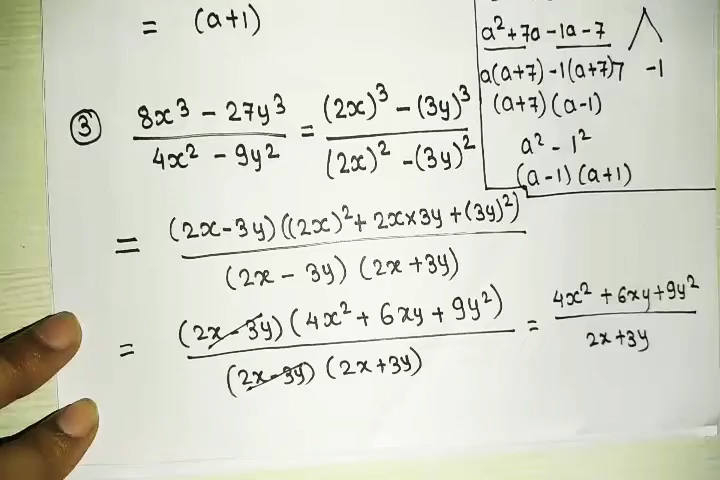 = (a+1)
a² + 7a - 1a - 7
a(a+7) - 1(a+7) 7 -1
(a+7) (a-1)
a² - 1²
(a-1) (a+1)
③ 8x³ - 27y³ / 4x² - 9y² = (2x)³ - (3y)³ / (2x)² - (3y)²
= (2x-3y) ((2x)² + 2x×3y + (3y)²) / (2x - 3y) (2x+3y)
= (2x-3y) (4x² + 6xy + 9y²) / (2x-3y) (2x+3y) = 4x² + 6xy + 9y² / 2x+3y